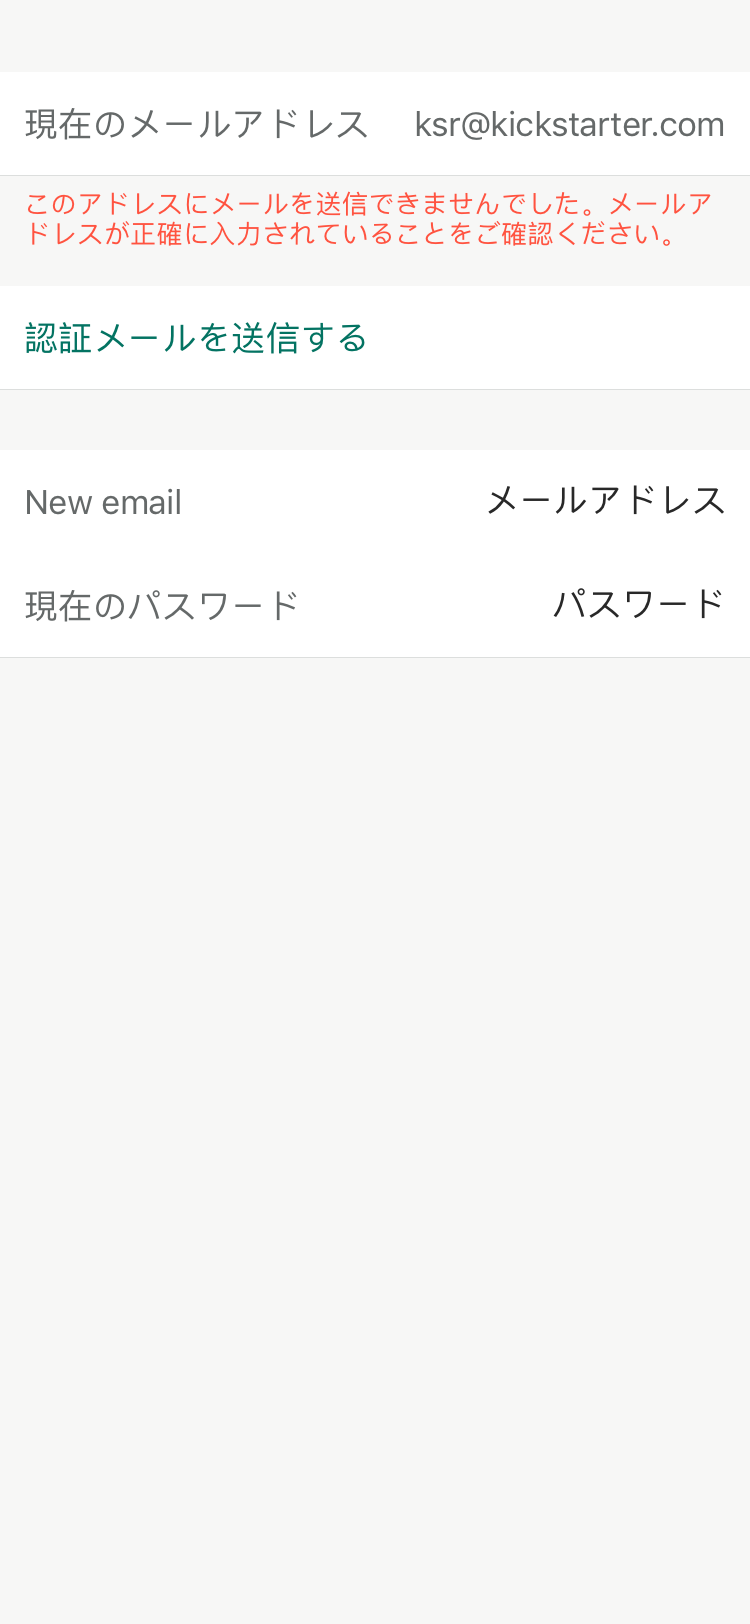 現在のメールアドレス ksr@kickstarter.com
このアドレスにメールを送信できませんでした。メールア
ドレスが正確に入力されていることをご確認ください。
認証メールを送信する
New email メールアドレス
現在のパスワード パスワード